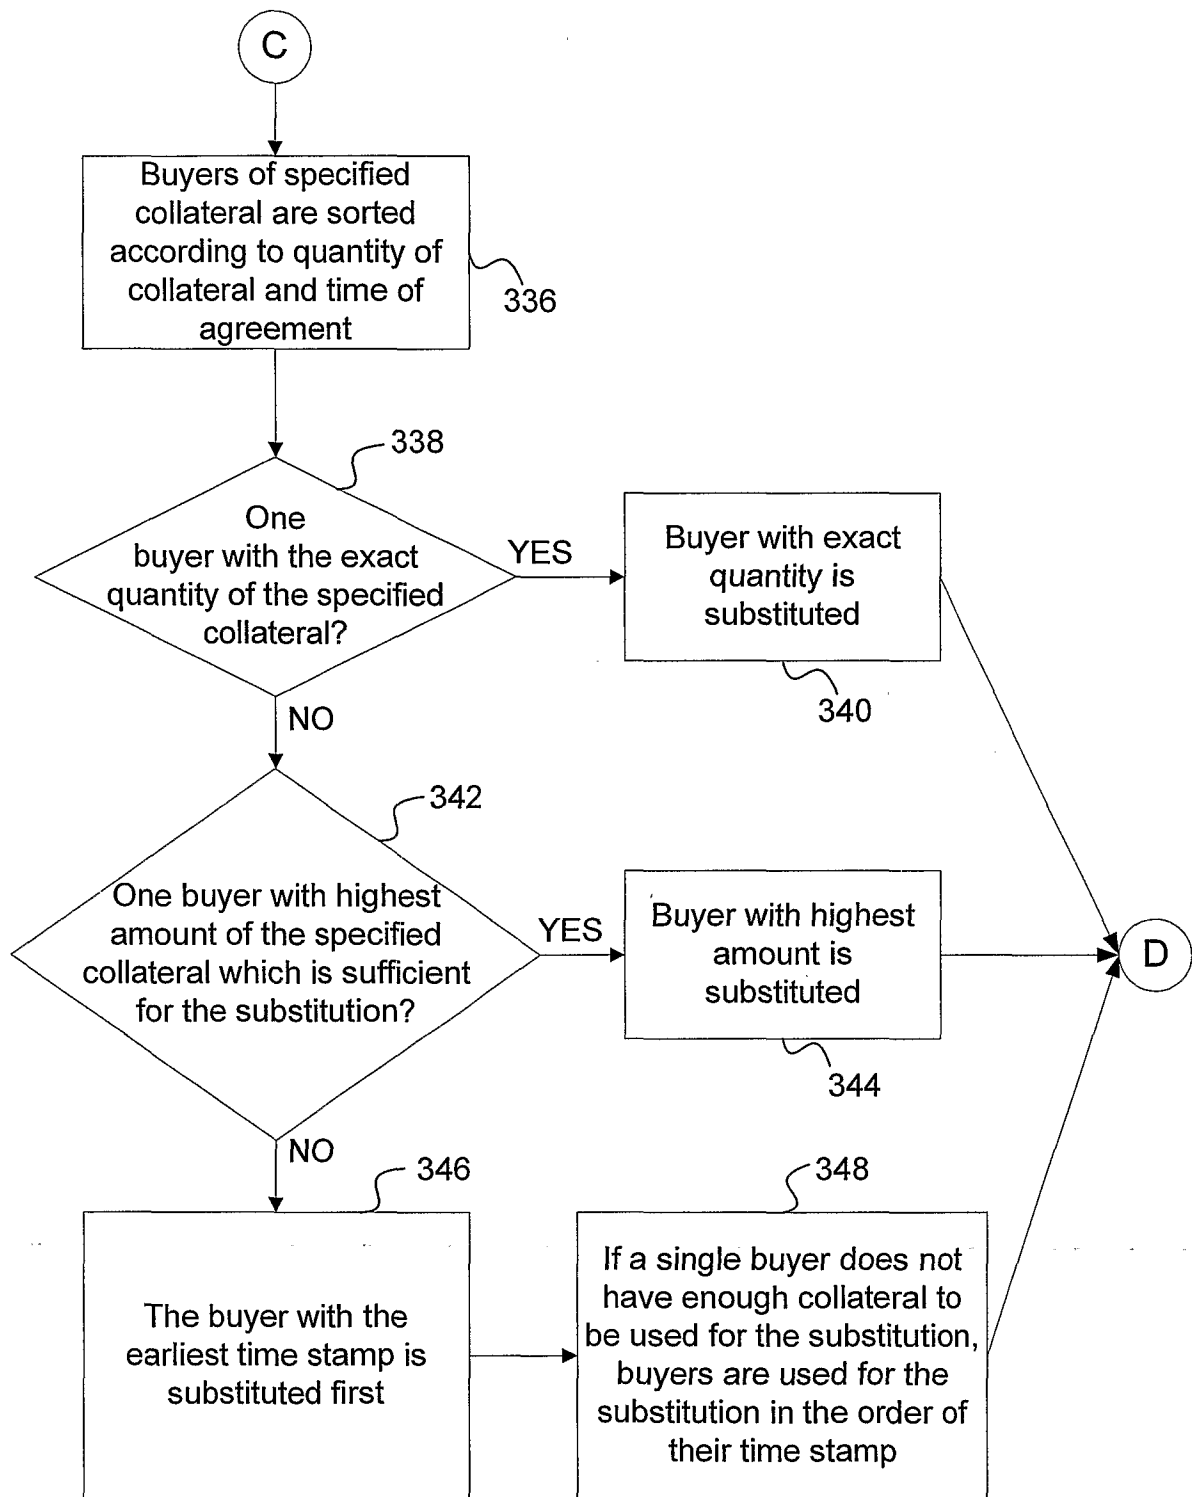 C
Buyers of specified
collateral are sorted
according to quantity of
collateral and time of
agreement
336
338
One
buyer with the exact
quantity of the specified
collateral?
YES
Buyer with exact
quantity is
substituted
340
NO
342
One buyer with highest
amount of the specified
collateral which is sufficient
for the substitution?
YES
Buyer with highest
amount is
substituted
344
D
NO
346
The buyer with the
earliest time stamp is
substituted first
348
If a single buyer does not
have enough collateral to
be used for the substitution,
buyers are used for the
substitution in the order of
their time stamp